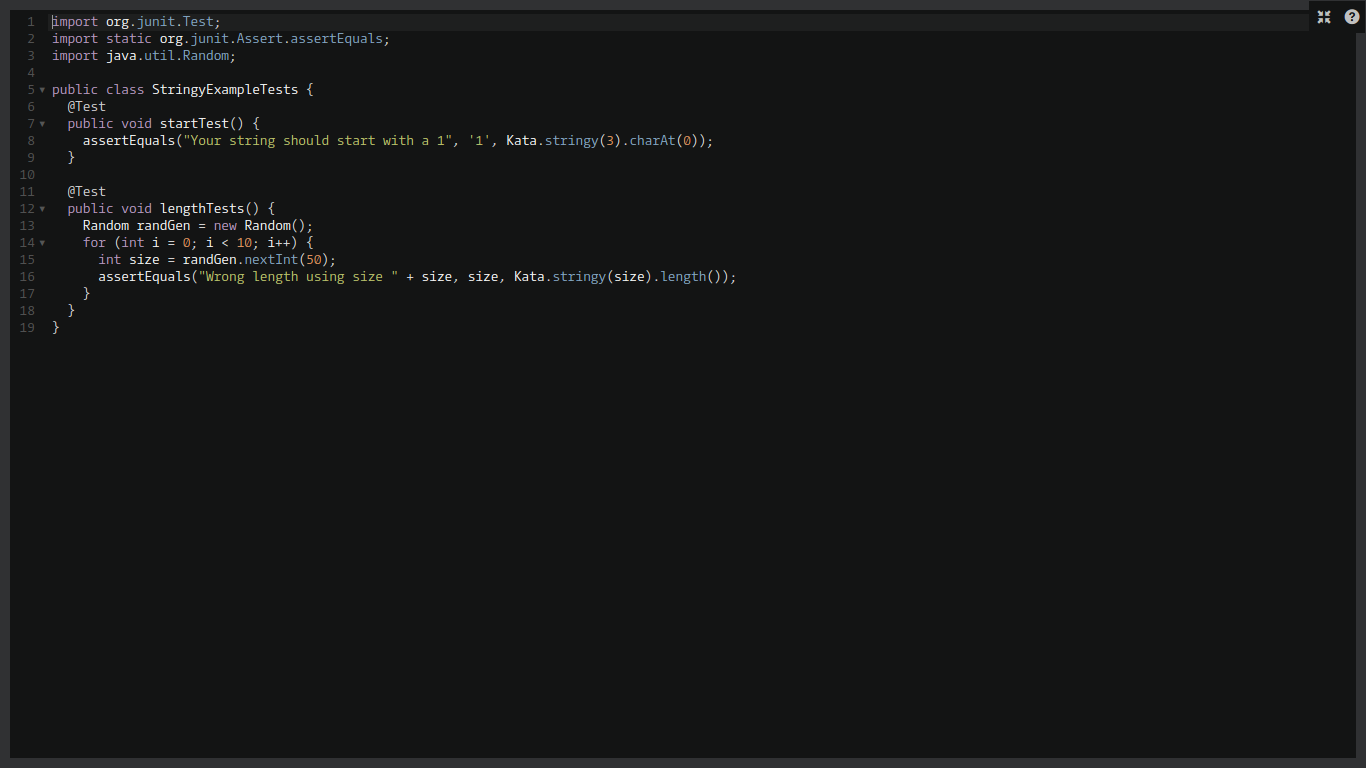 1 import org.junit.Test;
2 import static org.junit.Assert.assertEquals;
3 import java.util.Random;
4
5 public class StringyExampleTests {
6   @Test
7   public void startTest() {
8     assertEquals("Your string should start with a 1", '1', Kata.stringy(3).charAt(0));
9   }
10
11   @Test
12   public void lengthTests() {
13     Random randGen = new Random();
14     for (int i = 0; i < 10; i++) {
15       int size = randGen.nextInt(50);
16       assertEquals("Wrong length using size " + size, size, Kata.stringy(size).length());
17     }
18   }
19 }